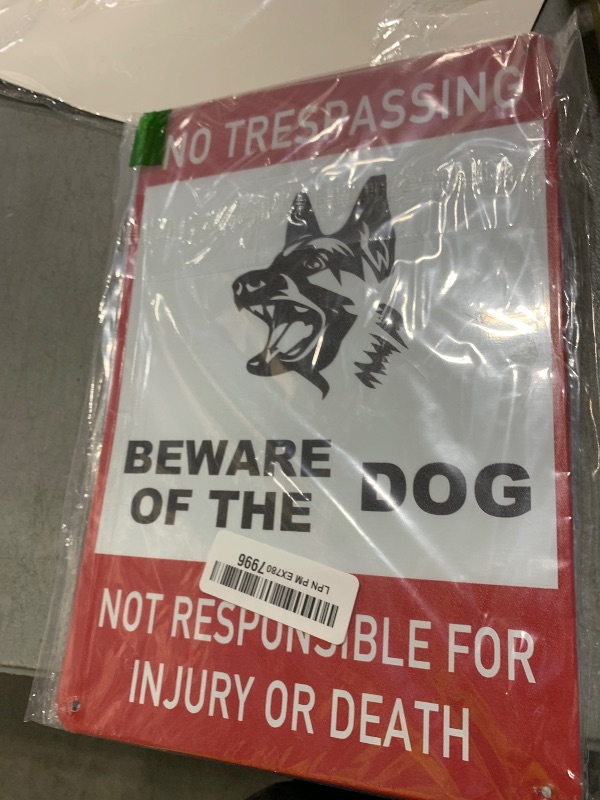 NO TRESPASSING
BEWARE
OF THE
DOG
LPN PM EX780 7996
NOT RESPONSIBLE FOR
INJURY OR DEATH